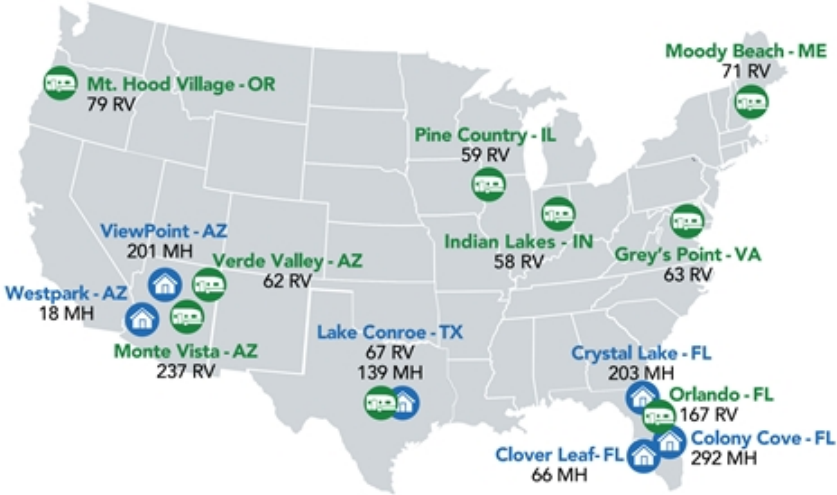 Moody Beach - ME
71 RV
Mt. Hood Village - OR
79 RV
Pine Country - IL
59 RV
ViewPoint - AZ
201 MH
Verde Valley - AZ
62 RV
Indian Lakes - IN
58 RV
Grey's Point - VA
63 RV
Westpark - AZ
18 MH
Monte Vista - AZ
237 RV
Lake Conroe - TX
67 RV
139 MH
Crystal Lake - FL
203 MH
Orlando - FL
167 RV
Colony Cove - FL
292 MH
Clover Leaf- FL
66 MH